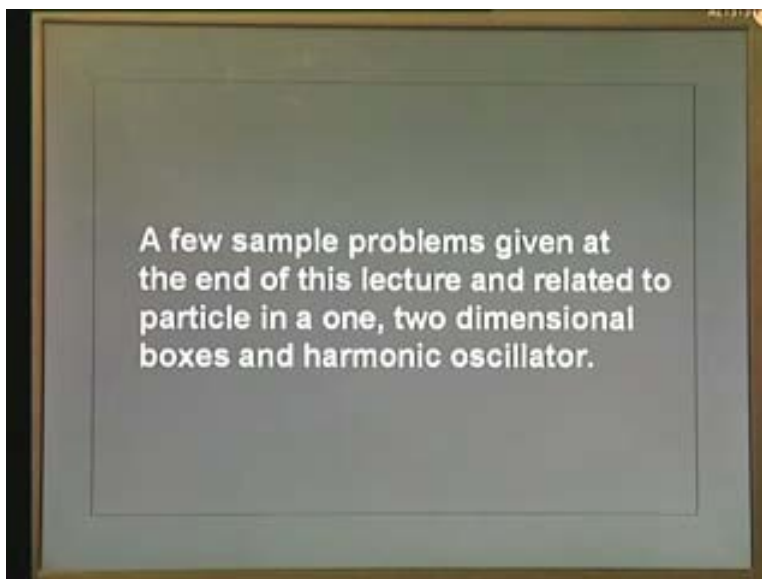 A few sample problems given at
the end of this lecture and related to
particle in a one, two dimensional
boxes and harmonic oscillator.